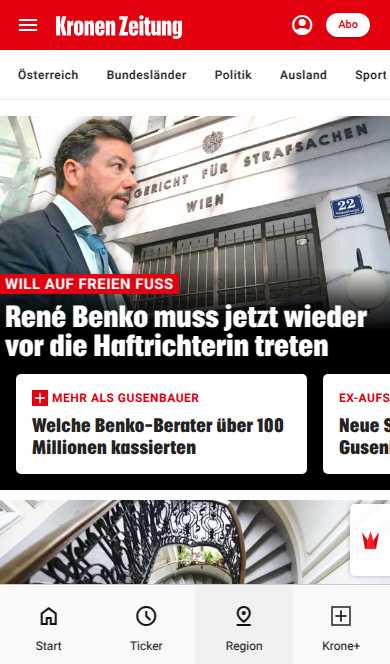 Kronen Zeitung
Abo
Österreich Bundesländer Politik Ausland Sport
GERICHT FÜR STRAFSACHEN
WIEN
22
WILL AUF FREIEN FUSS
René Benko muss jetzt wieder
vor die Haftrichterin treten
MEHR ALS GUSENBAUER
Welche Benko-Berater über 100
Millionen kassierten
EX-AUFS
Neue S
Gusen
Start Ticker Region Krone+